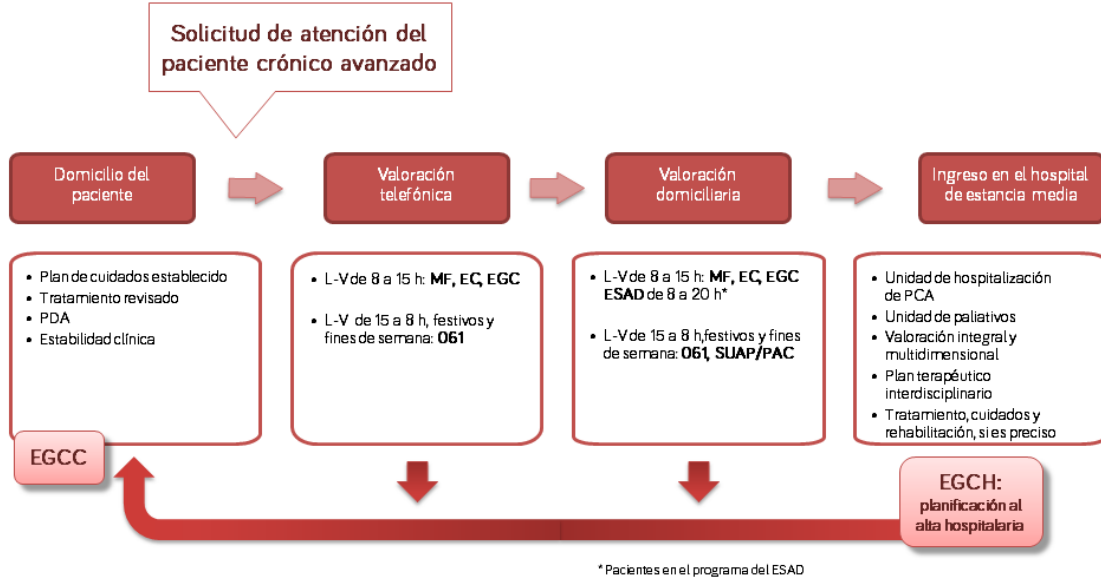 Solicitud de atención del
paciente crónico avanzado
Domicilio del
paciente
Valoración
telefónica
Valoración
domiciliaria
Ingreso en el hospital
de estancia media
• Plan de cuidados establecido
• Tratamiento revisado
• PDA
• Estabilidad clínica
• L-V de 8 a 15 h: MF, EC, EGC
• L-V de 15 a 8 h, festivos y
fines de semana: 061
• L-V de 8 a 15 h: MF, EC, EGC
ESAD de 8 a 20 h*
• L-V de 15 a 8 h,festivos y fines
de semana: 061, SUAP/PAC
• Unidad de hospitalización
de PCA
• Unidad de paliativos
• Valoración integral y
multidimensional
• Plan terapéutico
interdisciplinario
• Tratamiento, cuidados y
rehabilitación, si es preciso
EGCC
EGCH:
planificación al
alta hospitalaria
* Pacientes en el programa del ESAD